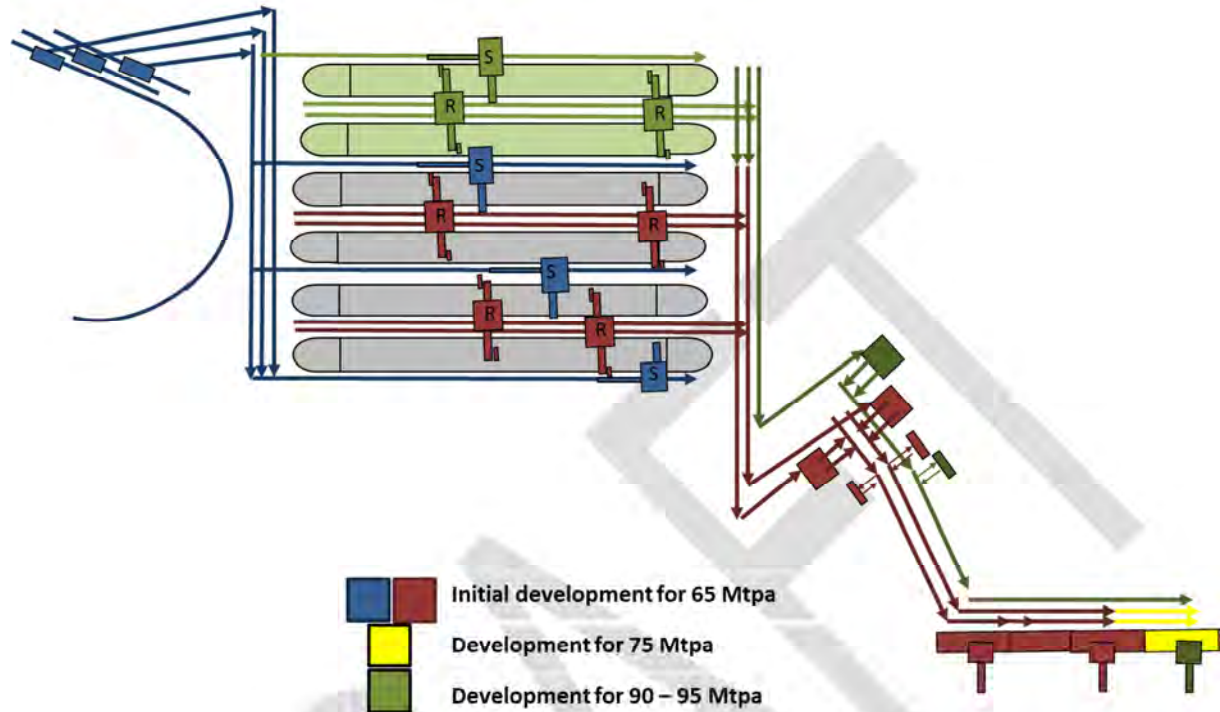 S
R
R
S
R
R
S
R
R
S
Initial development for 65 Mtpa
Development for 75 Mtpa
Development for 90 – 95 Mtpa